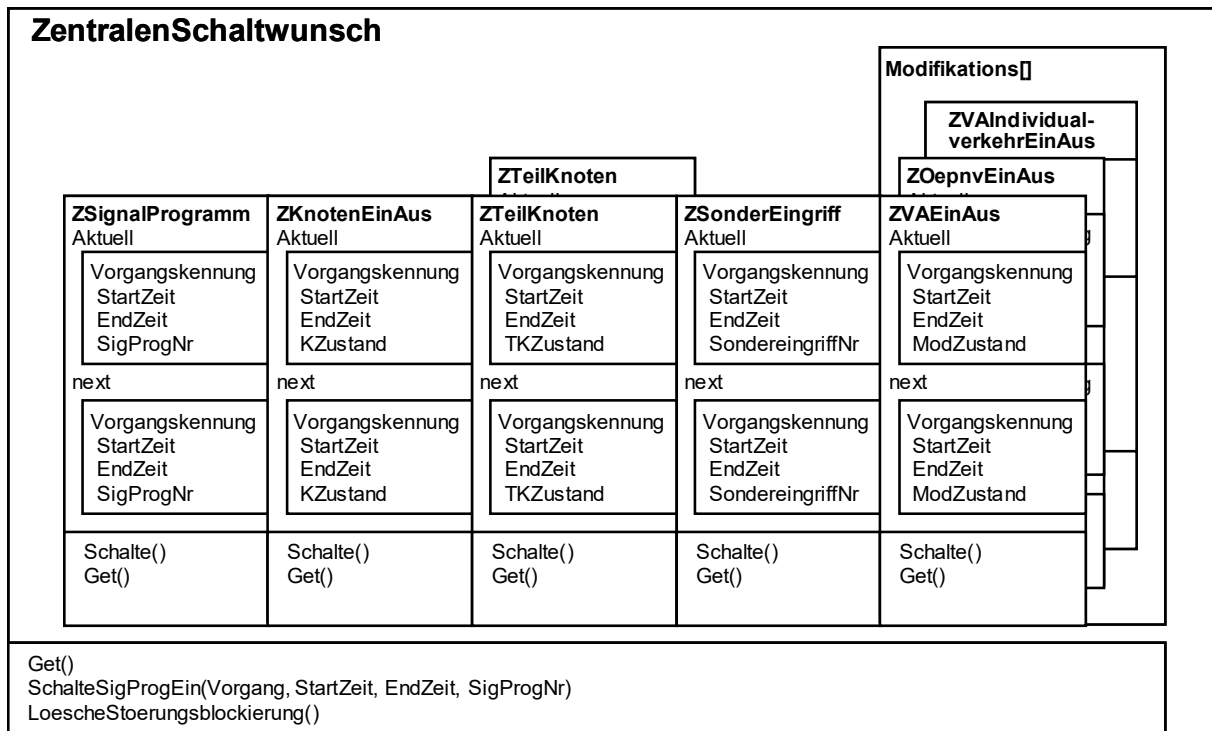 ZentralenSchaltwunsch
Modifikations[]
ZVAIndividual-
verkehrEinAus
ZTeilKnoten
ZOepnvEinAus
ZSignalProgramm
Aktuell
Vorgangskennung
StartZeit
EndZeit
SigProgNr
next
Vorgangskennung
StartZeit
EndZeit
SigProgNr
Schalte()
Get()
ZKnotenEinAus
Aktuell
Vorgangskennung
StartZeit
EndZeit
KZustand
next
Vorgangskennung
StartZeit
EndZeit
KZustand
Schalte()
Get()
ZTeilKnoten
Aktuell
Vorgangskennung
StartZeit
EndZeit
TKZustand
next
Vorgangskennung
StartZeit
EndZeit
TKZustand
Schalte()
Get()
ZSonderEingriff
Aktuell
Vorgangskennung
StartZeit
EndZeit
SondereingriffNr
next
Vorgangskennung
StartZeit
EndZeit
SondereingriffNr
Schalte()
Get()
ZVAEinAus
Aktuell
Vorgangskennung
StartZeit
EndZeit
ModZustand
next
Vorgangskennung
StartZeit
EndZeit
ModZustand
Schalte()
Get()
Get()
SchalteSigProgEin(Vorgang, StartZeit, EndZeit, SigProgNr)
LoescheStoerungsblockierung()